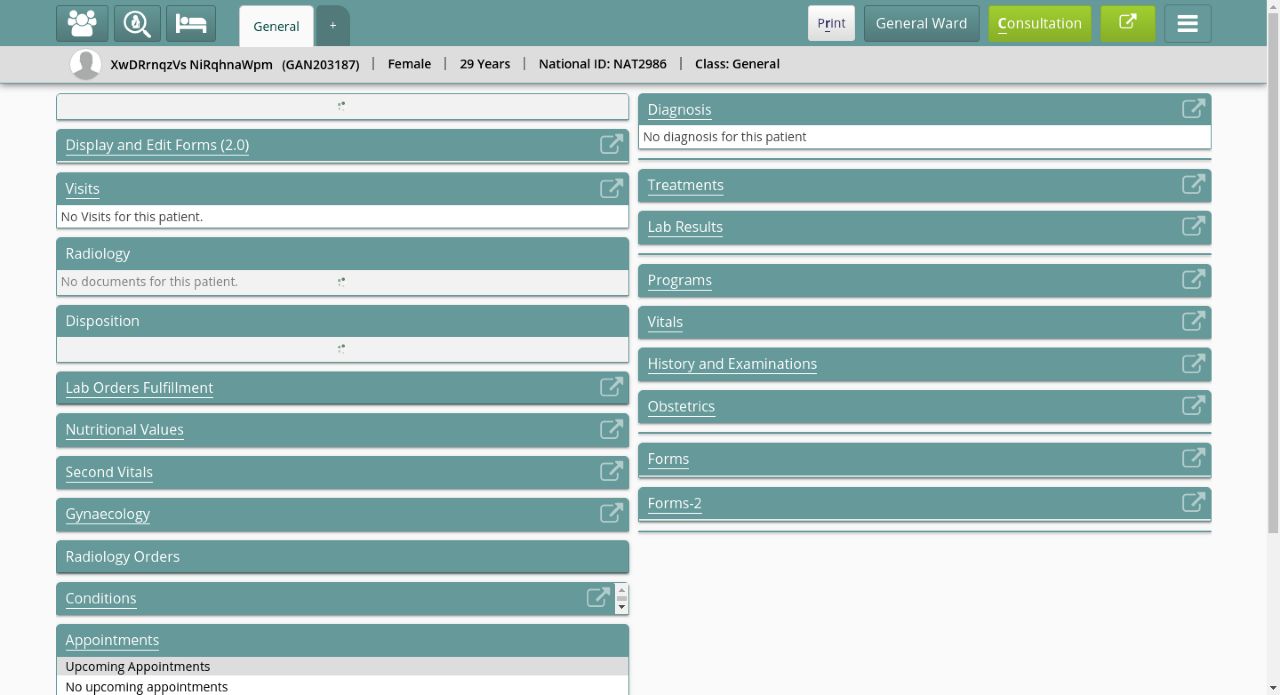 General
+
Print
General Ward
Consultation
XwDRrnqzVs NiRqhnaWpm (GAN203187) | Female | 29 Years | National ID: NAT2986 | Class: General
Display and Edit Forms (2.0)
Visits
No Visits for this patient.
Radiology
No documents for this patient.
Disposition
Lab Orders Fulfillment
Nutritional Values
Second Vitals
Gynaecology
Radiology Orders
Conditions
Appointments
Upcoming Appointments
No upcoming appointments
Diagnosis
No diagnosis for this patient
Treatments
Lab Results
Programs
Vitals
History and Examinations
Obstetrics
Forms
Forms-2